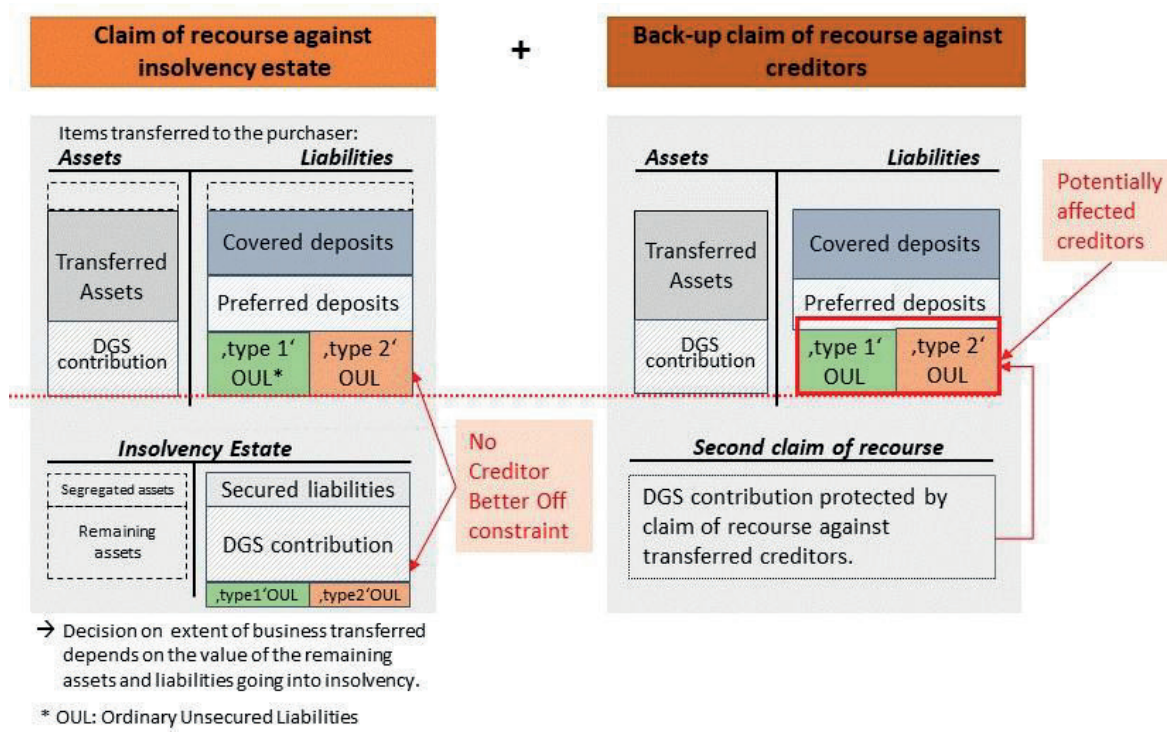 Claim of recourse against
insolvency estate
+
Back-up claim of recourse against
creditors
Items transferred to the purchaser:
Assets
Liabilities
Transferred
Assets
DGS
contribution
Covered deposits
Preferred deposits
‚type 1‘
OUL*
‚type 2‘
OUL
Insolvency Estate
Segregated assets
Remaining
assets
Secured liabilities
DGS contribution
‚type1‘OUL
‚type2‘OUL
No
Creditor
Better Off
constraint
→ Decision on extent of business transferred
depends on the value of the remaining
assets and liabilities going into insolvency.
* OUL: Ordinary Unsecured Liabilities
Assets
Liabilities
Transferred
Assets
DGS
contribution
Covered deposits
Preferred deposits
‚type 1‘
OUL
‚type 2‘
OUL
Potentially
affected
creditors
Second claim of recourse
DGS contribution protected by
claim of recourse against
transferred creditors.